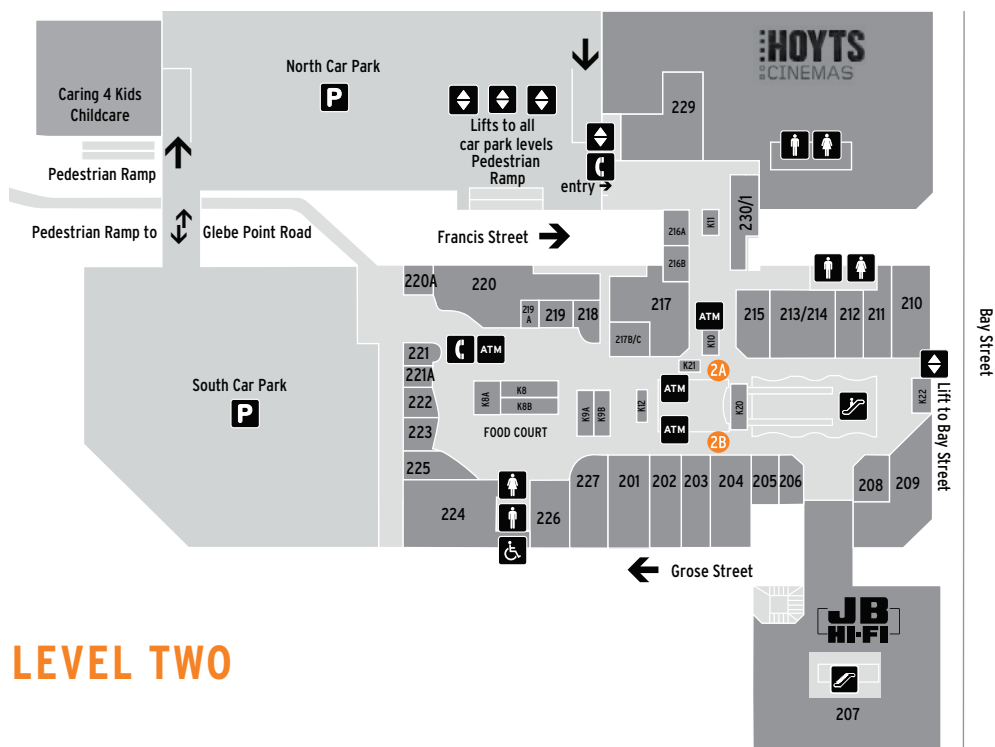 HOYTS
CINEMAS
North Car Park
P
Caring 4 Kids
Childcare
229
Lifts to all
car park levels
Pedestrian
Ramp
Pedestrian Ramp
entry
230/1
K11
216A
216B
Pedestrian Ramp to
Glebe Point Road
Francis Street
220A
220
219
A
219
218
217
217B/C
ATM
K10
215
213/214
212
211
210
Bay Street
221
ATM
K21
2A
221A
222
223
225
K8A
K8
K8B
K9A
K9B
K12
ATM
ATM
K20
K22
Lift to Bay Street
South Car Park
P
FOOD COURT
2B
224
226
227
201
202
203
204
205
206
208
209
Grose Street
JB
HI-FI
207
LEVEL TWO